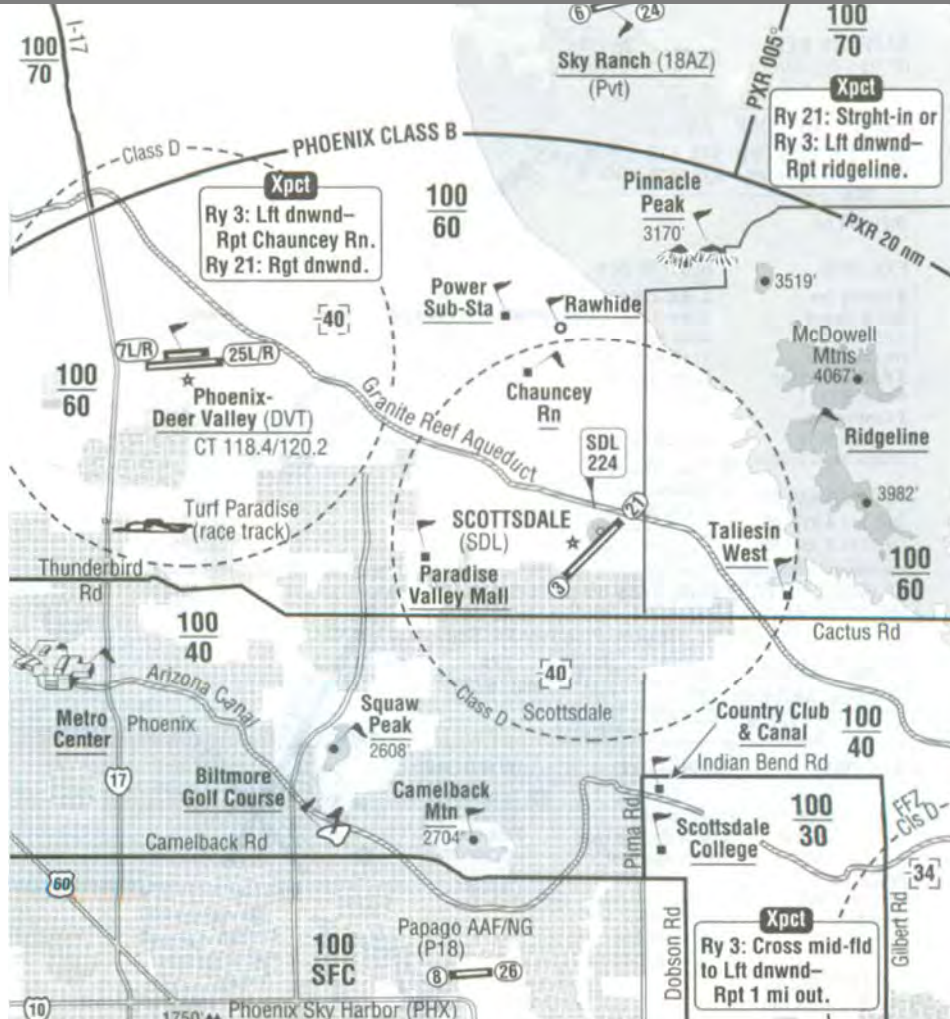 6 24
100
70
I-17
Sky Ranch (18AZ)
(Pvt)
PXR 005°
100
70
Xpct
Ry 21: Strght-in or
Ry 3: Lft dnwnd–
Rpt ridgeline.
Class D
PHOENIX CLASS B
Xpct
Ry 3: Lft dnwnd–
Rpt Chauncey Rn.
Ry 21: Rgt dnwnd.
100
60
Pinnacle
Peak
3170'
PXR 20 nm
3519'
Power
Sub-Sta
Rawhide
-40
McDowell
Mtns
4067'
7L/R 25L/R
100
60
Phoenix-
Deer Valley (DVT)
CT 118.4/120.2
Chauncey
Rn
Granite Reef Aqueduct
Ridgeline
SDL
224
3982'
21
Turf Paradise
(race track)
SCOTTSDALE
(SDL)
Taliesin
West
Paradise
Valley Mall
3
100
60
Thunderbird
Rd
Cactus Rd
100
40
-40
Arizona Canal
Class D
Scottsdale
Metro
Center
Phoenix
Squaw
Peak
2608'
Country Club
& Canal
100
40
Indian Bend Rd
17
Biltmore
Golf Course
Camelback
Mtn
2704'
Pima Rd
100
30
Scottsdale
College
FFZ
Cls D
Camelback Rd
-34
60
Papago AAF/NG
(P18)
8 26
100
SFC
Dobson Rd
Gilbert Rd
Xpct
Ry 3: Cross mid-fld
to Lft dnwnd–
Rpt 1 mi out.
10
1750'
Phoenix Sky Harbor (PHX)